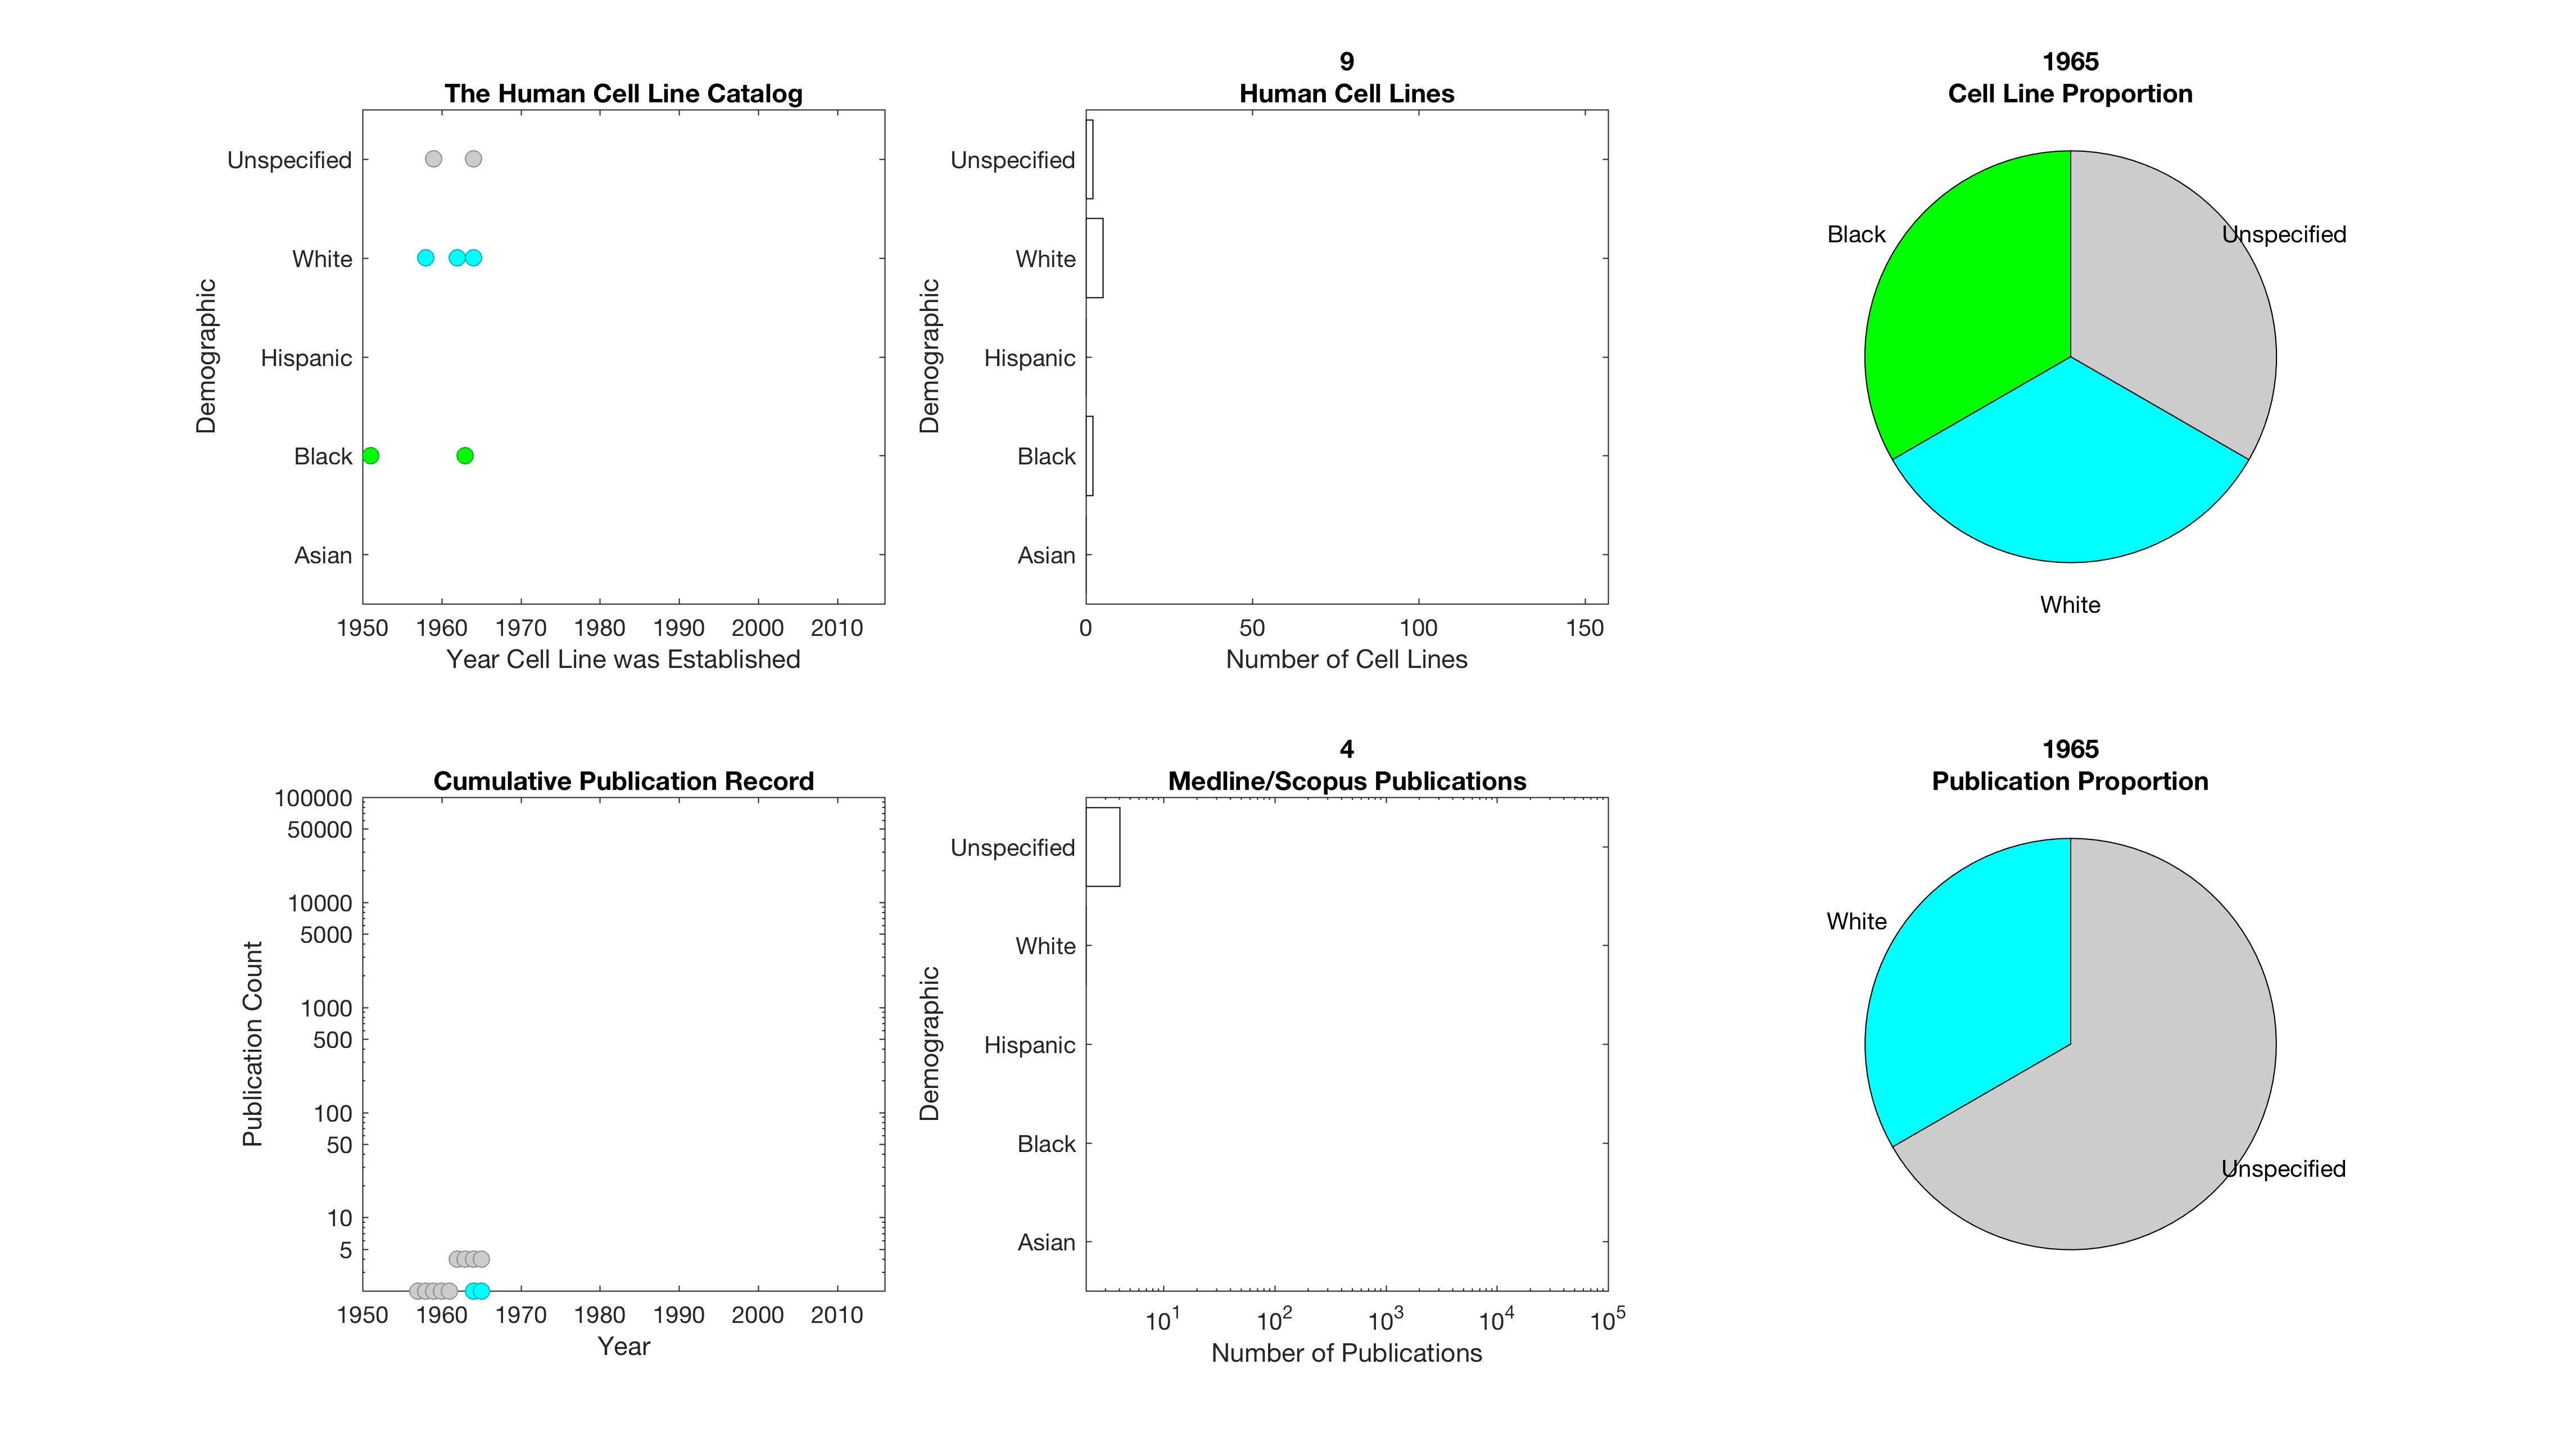 The Human Cell Line Catalog
Unspecified
White
Hispanic
Black
Asian
Demographic
1950 1960 1970 1980 1990 2000 2010
Year Cell Line was Established
9
Human Cell Lines
Unspecified
White
Hispanic
Black
Asian
Demographic
0 50 100 150
Number of Cell Lines
1965
Cell Line Proportion
Black
Unspecified
White
Cumulative Publication Record
100000
50000
10000
5000
1000
500
100
50
10
5
Publication Count
1950 1960 1970 1980 1990 2000 2010
Year
4
Medline/Scopus Publications
Unspecified
White
Hispanic
Black
Asian
Demographic
10¹ 10² 10³ 10⁴ 10⁵
Number of Publications
1965
Publication Proportion
White
Unspecified